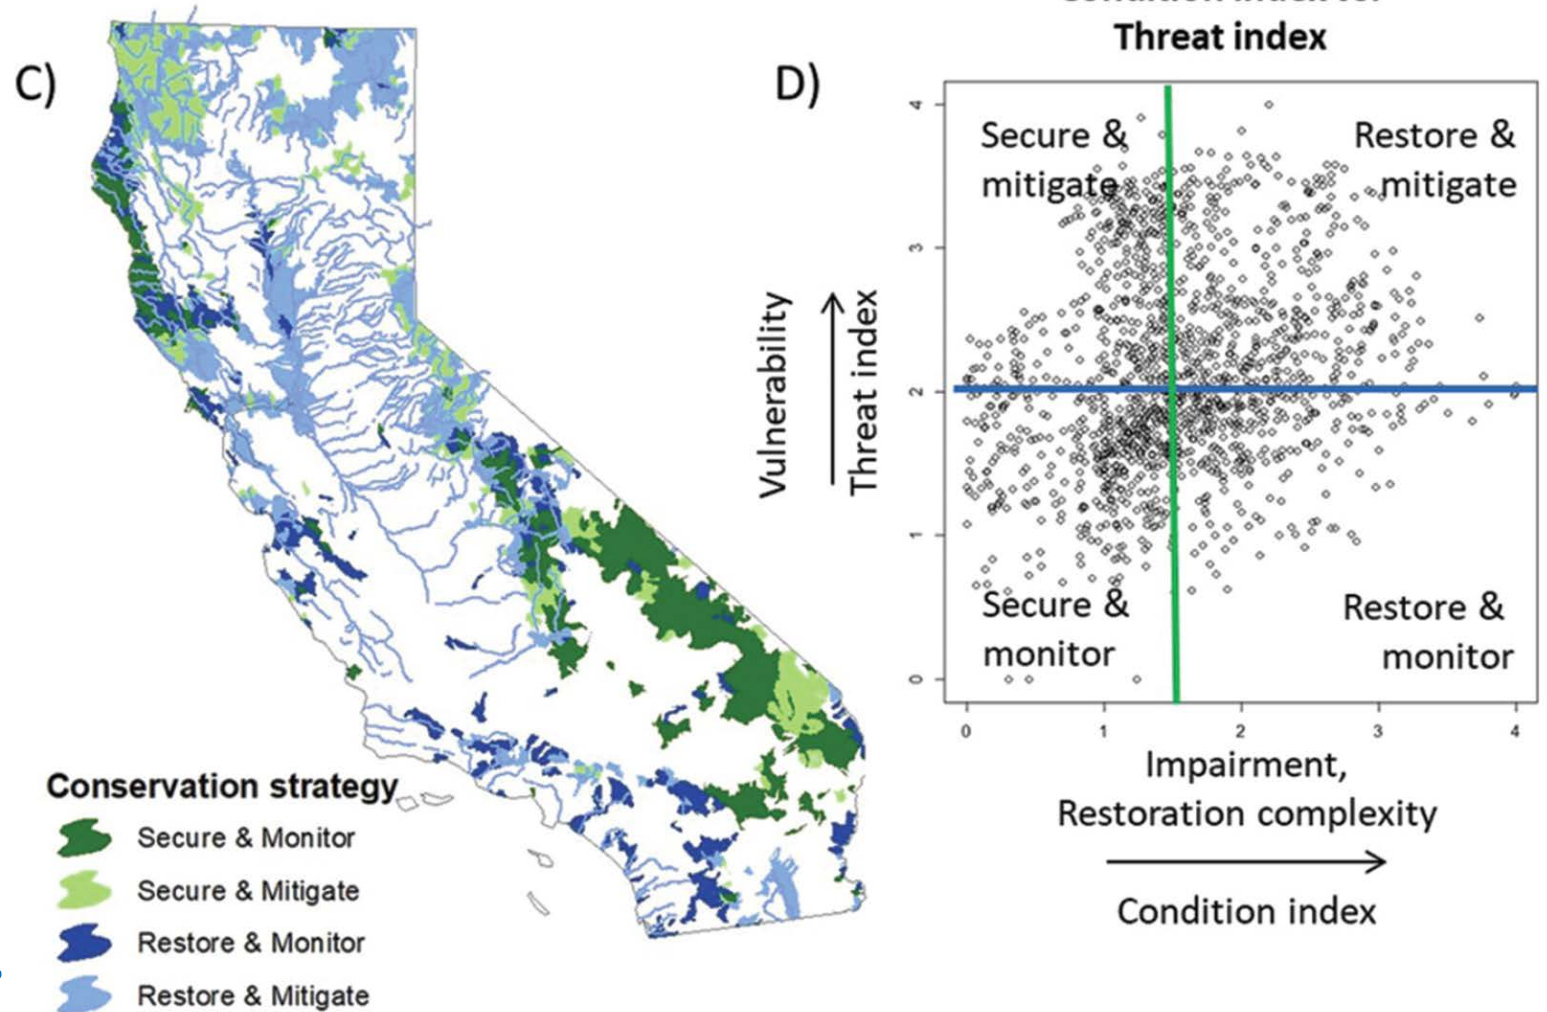 C)
Conservation strategy
Secure & Monitor
Secure & Mitigate
Restore & Monitor
Restore & Mitigate
Threat index
D)
4
3
2
1
0
Secure &
mitigate
Restore &
mitigate
Secure &
monitor
Restore &
monitor
Vulnerability
Threat index
0
1
2
3
4
Impairment,
Restoration complexity
Condition index